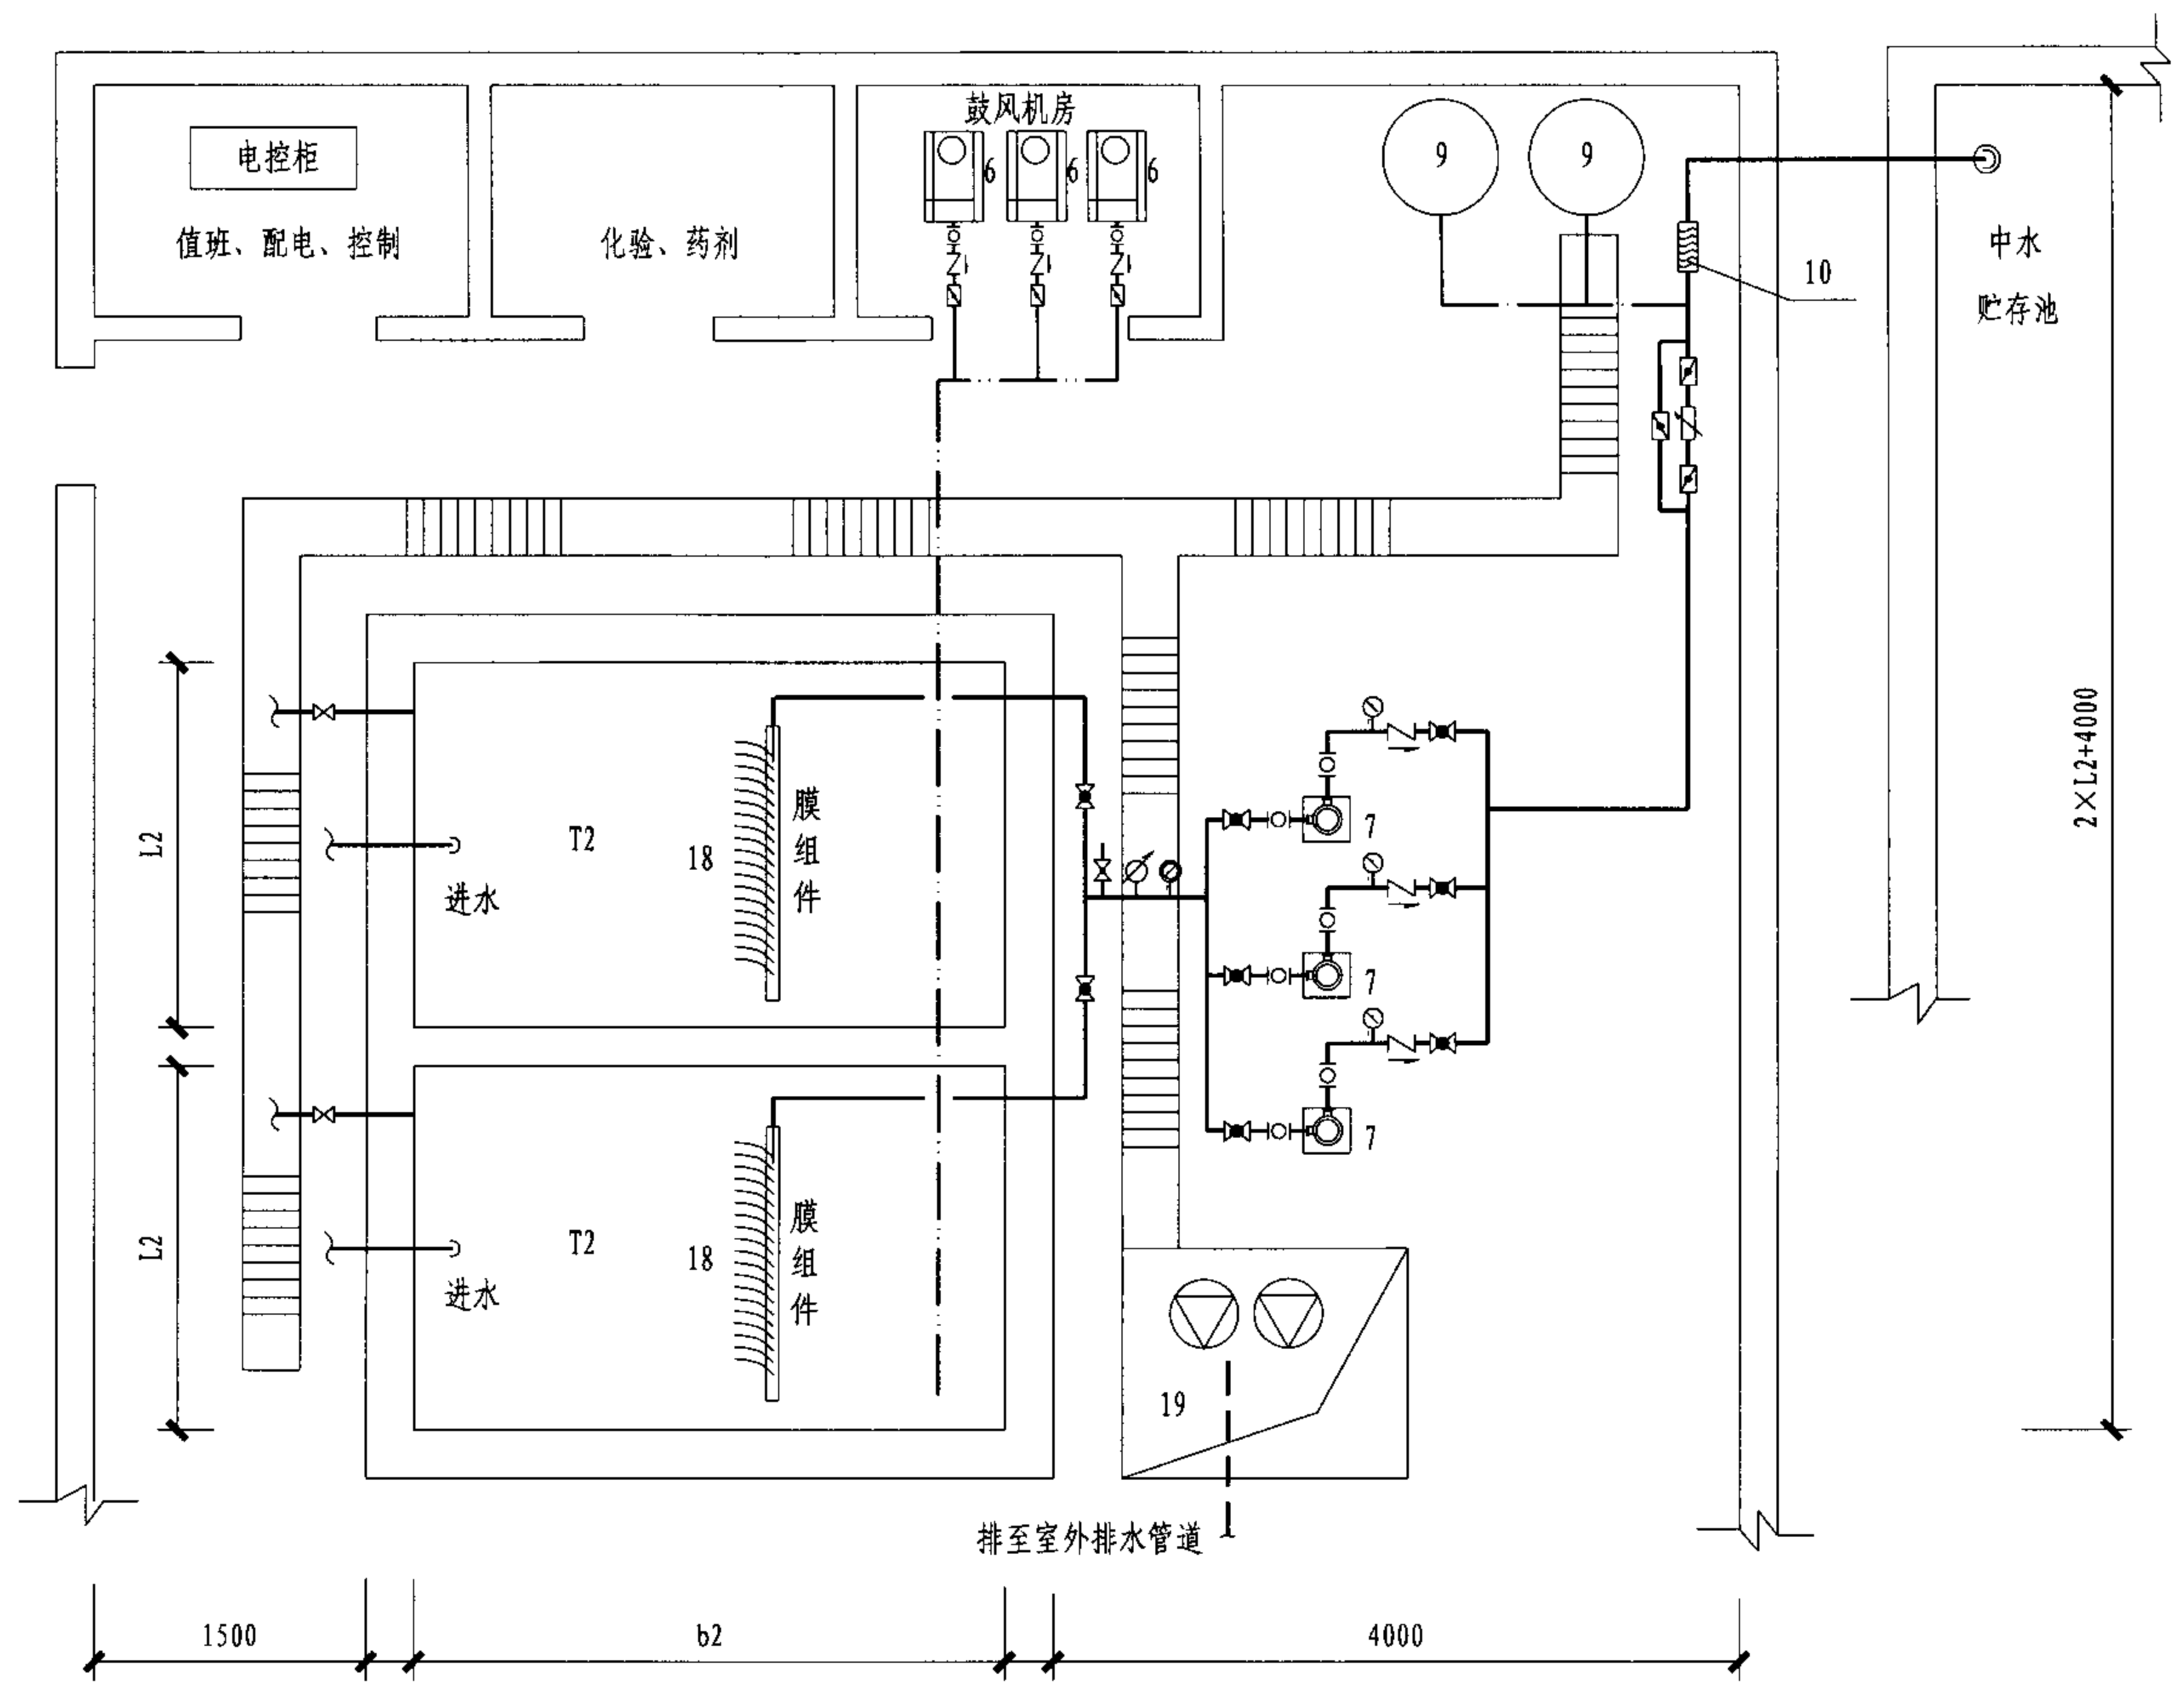 鼓风机房
电控柜
6
6
6
9
9
值班、配电、控制
化验、药剂
10
中水
贮存池
L2
T2
18
膜
组
件
进水
7
7
7
2×L2+4000
L2
T2
18
膜
组
件
进水
19
排至室外排水管道
1500
b2
4000